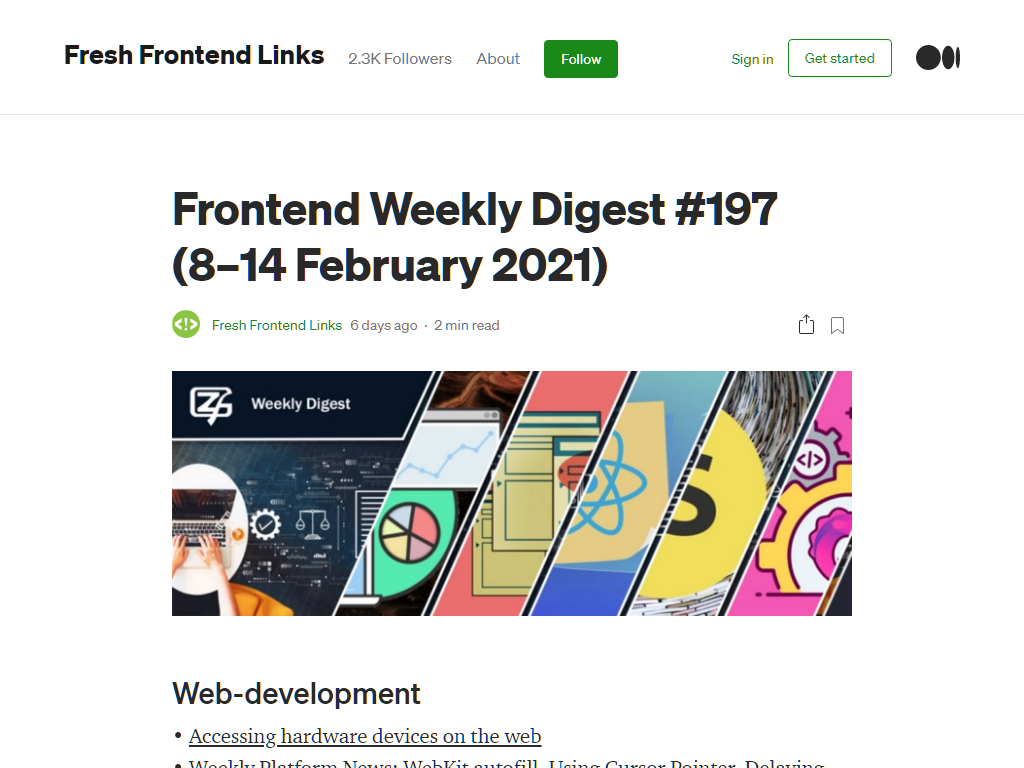 Fresh Frontend Links 2.3K Followers About Follow Sign in Get started
Frontend Weekly Digest #197
(8–14 February 2021)
Fresh Frontend Links 6 days ago · 2 min read
Weekly Digest
Web-development
• Accessing hardware devices on the web
• Weekly Platform News: WebKit autofill, Using Cursor Pointer, Delaying